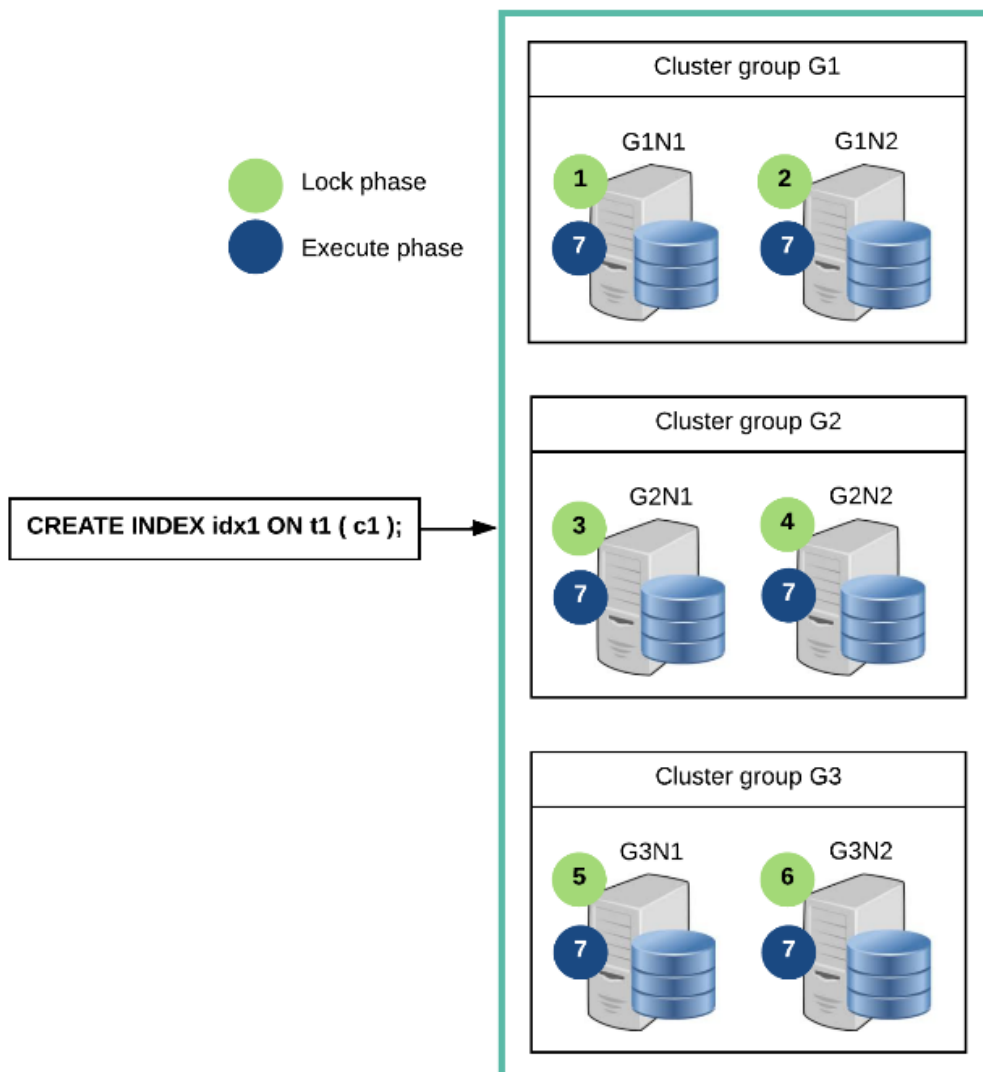 Cluster group G1
G1N1 G1N2
1 2
7 7
Lock phase
Execute phase
Cluster group G2
G2N1 G2N2
3 4
7 7
CREATE INDEX idx1 ON t1 ( c1 );
Cluster group G3
G3N1 G3N2
5 6
7 7